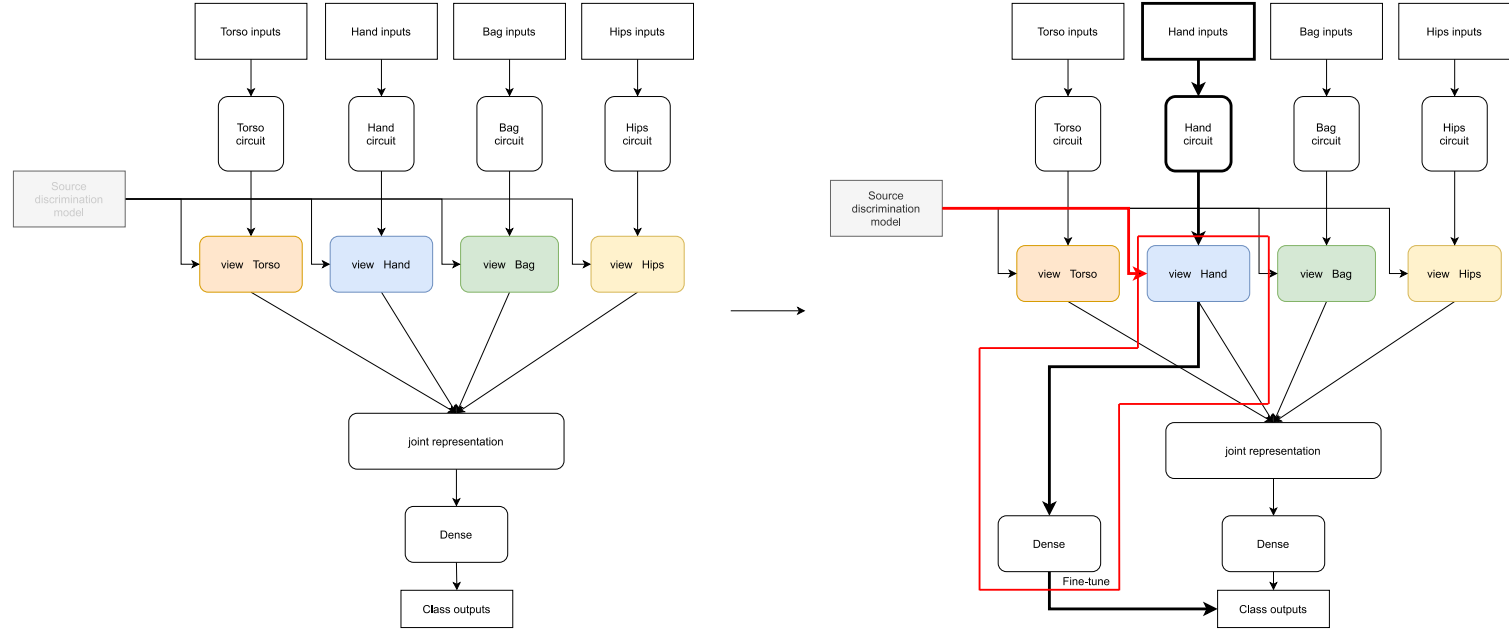 Torso inputs
Hand inputs
Bag inputs
Hips inputs
Torso
circuit
Hand
circuit
Bag
circuit
Hips
circuit
Source
discrimination
model
view Torso
view Hand
view Bag
view Hips
joint representation
Dense
Class outputs
Torso inputs
Hand inputs
Bag inputs
Hips inputs
Torso
circuit
Hand
circuit
Bag
circuit
Hips
circuit
Source
discrimination
model
view Torso
view Hand
view Bag
view Hips
joint representation
Dense
Dense
Fine-tune
Class outputs